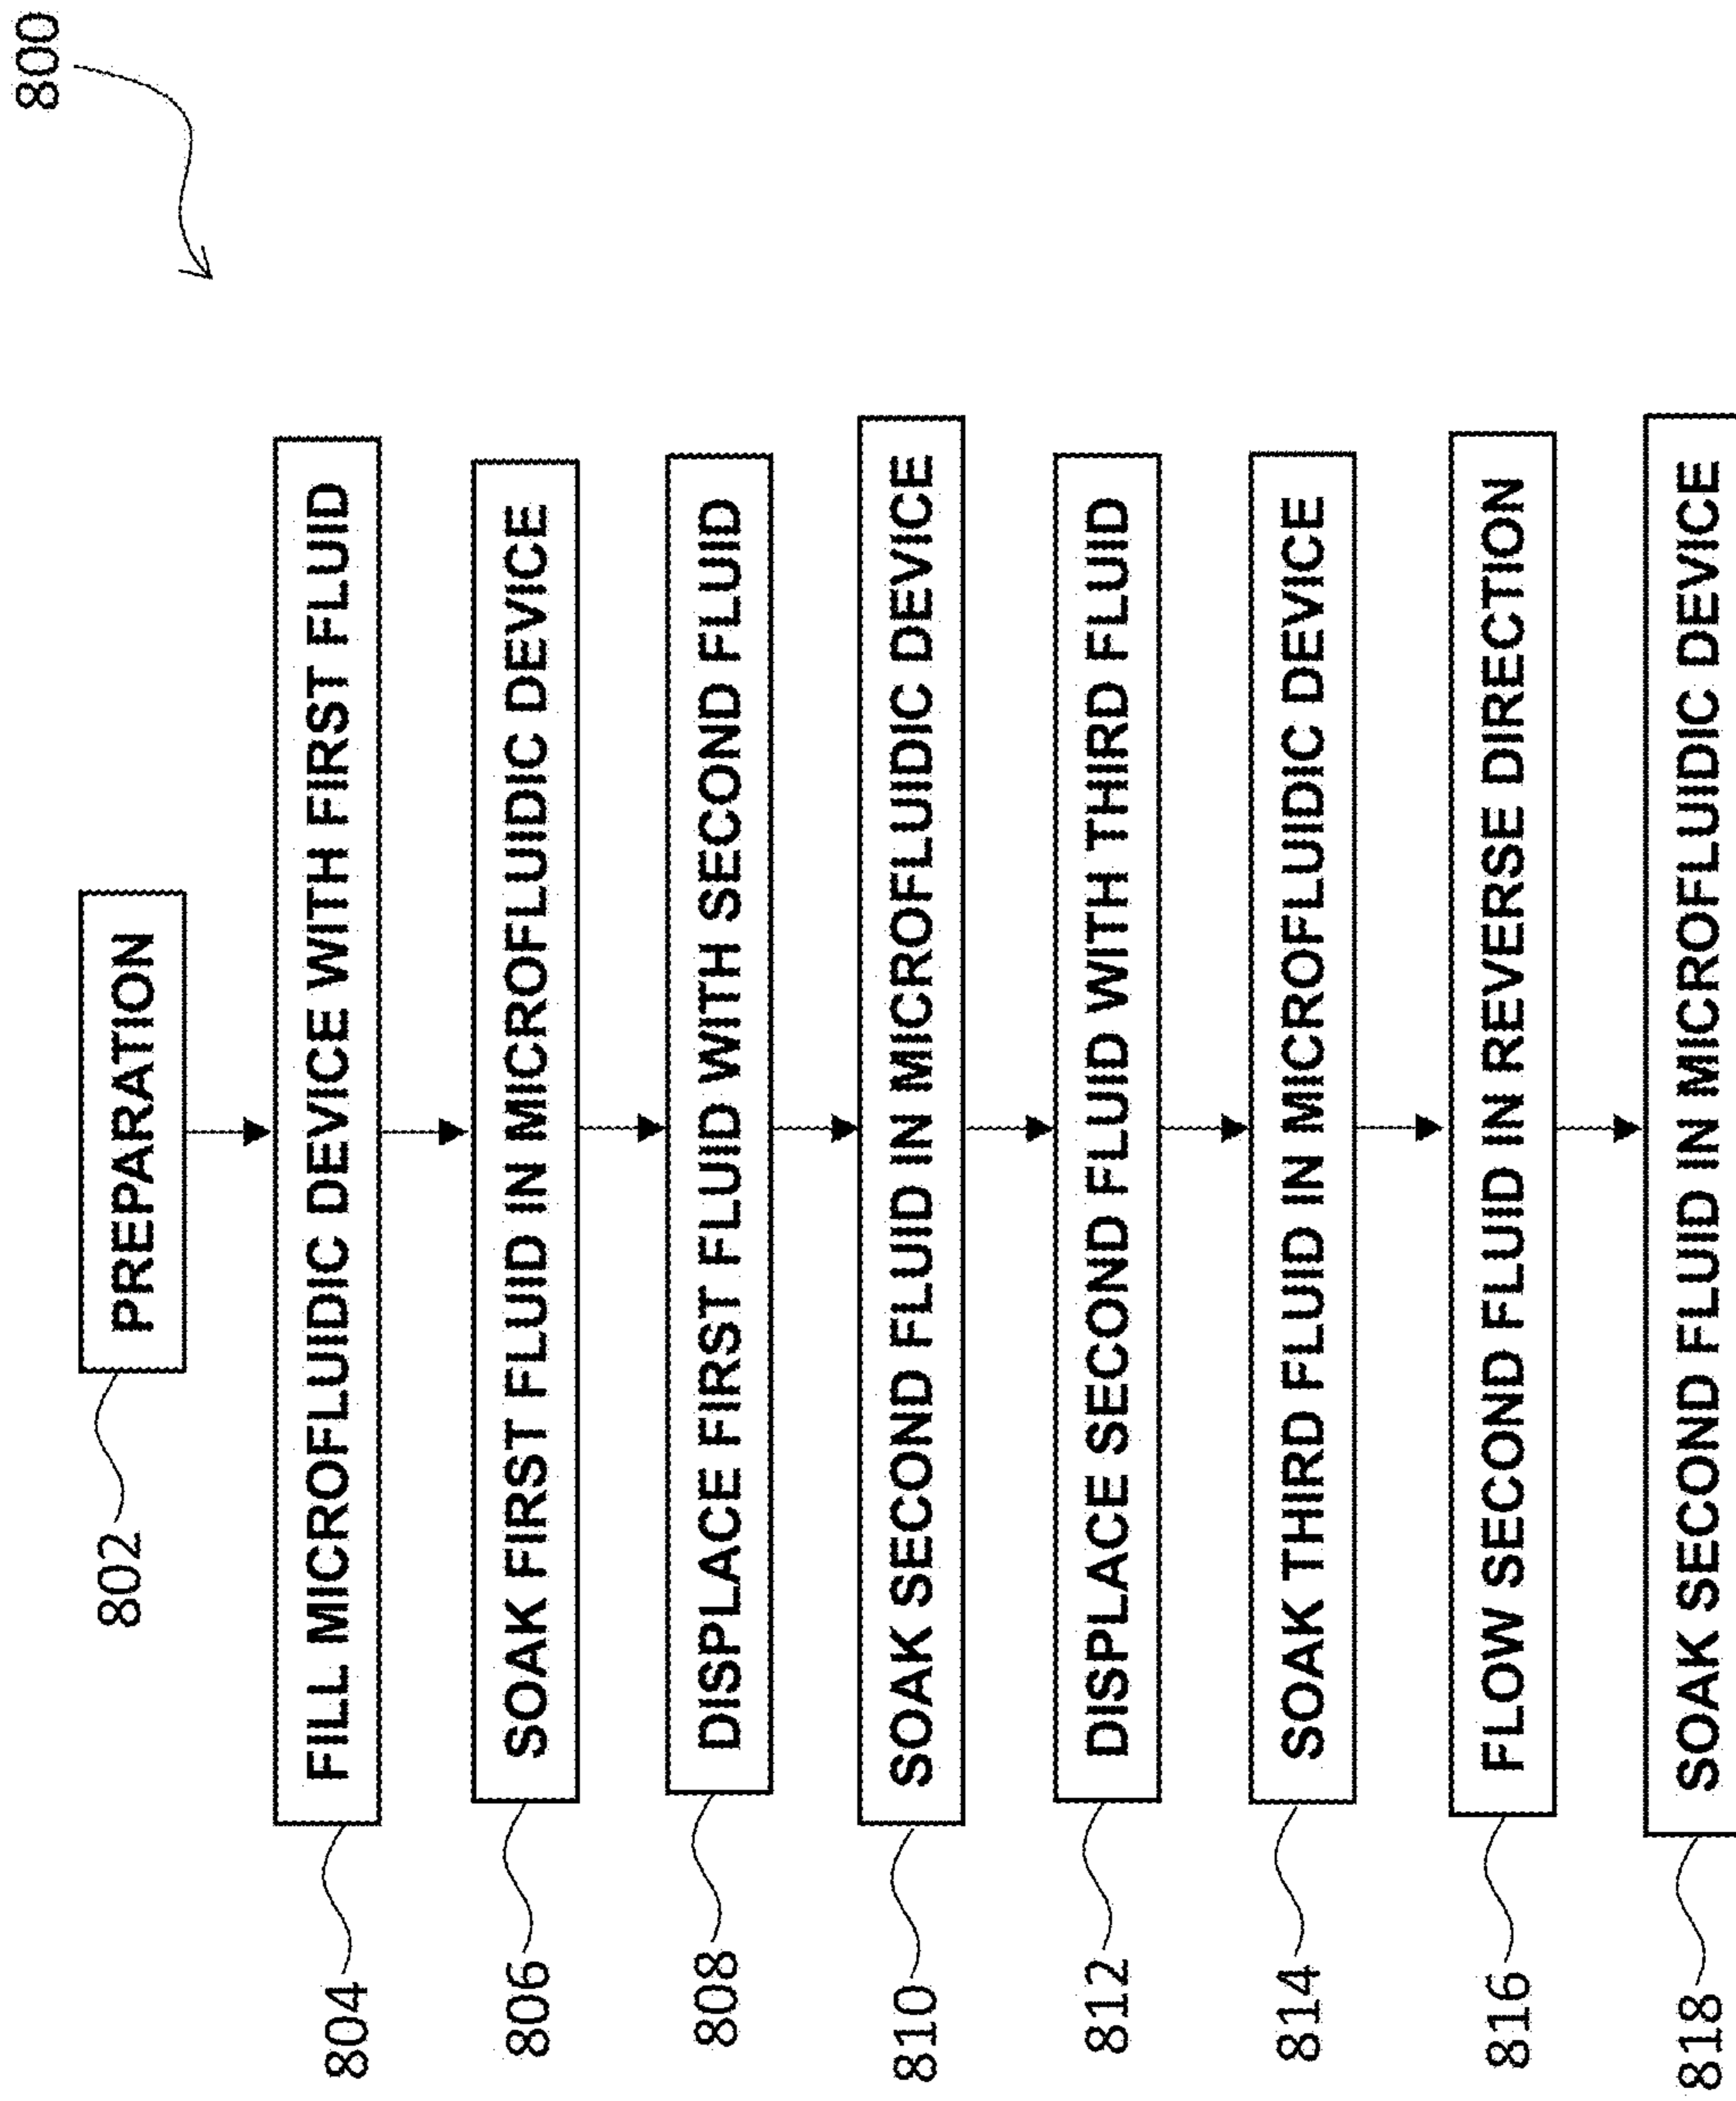 800
802
PREPARATION
804
FILL MICROFLUIDIC DEVICE WITH FIRST FLUID
806
SOAK FIRST FLUID IN MICROFLUIDIC DEVICE
808
DISPLACE FIRST FLUID WITH SECOND FLUID
810
SOAK SECOND FLUID IN MICROFLUIDIC DEVICE
812
DISPLACE SECOND FLUID WITH THIRD FLUID
814
SOAK THIRD FLUID IN MICROFLUIDIC DEVICE
816
FLOW SECOND FLUID IN REVERSE DIRECTION
818
SOAK SECOND FLUID IN MICROFLUIDIC DEVICE